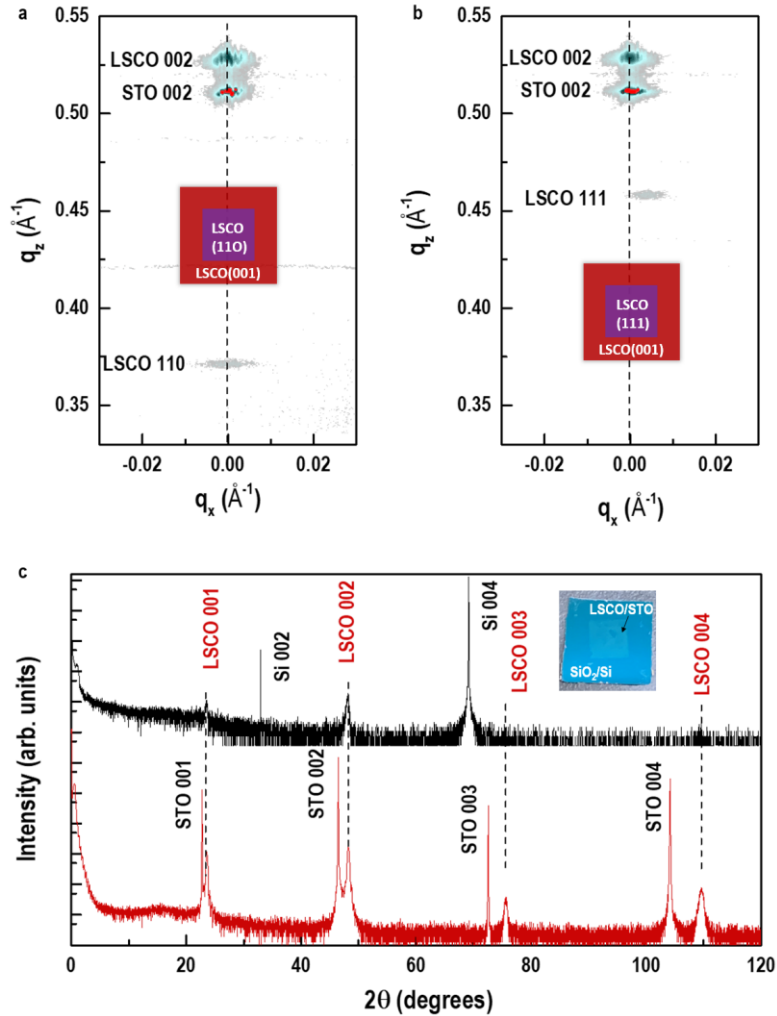 a
0.55
0.50
0.45
0.40
0.35
q_z (Å⁻¹)
LSCO 002
STO 002
LSCO
(110)
LSCO(001)
LSCO 110
-0.02 0.00 0.02
q_x (Å⁻¹)
b
0.55
0.50
0.45
0.40
0.35
q_z (Å⁻¹)
LSCO 002
STO 002
LSCO 111
LSCO
(111)
LSCO(001)
-0.02 0.00 0.02
q_x (Å⁻¹)
c
Intensity (arb. units)
LSCO 001
Si 002
LSCO 002
Si 004
LSCO 003
LSCO 004
LSCO/STO
SiO₂/Si
STO 001
STO 002
STO 003
STO 004
0 20 40 60 80 100 120
2θ (degrees)